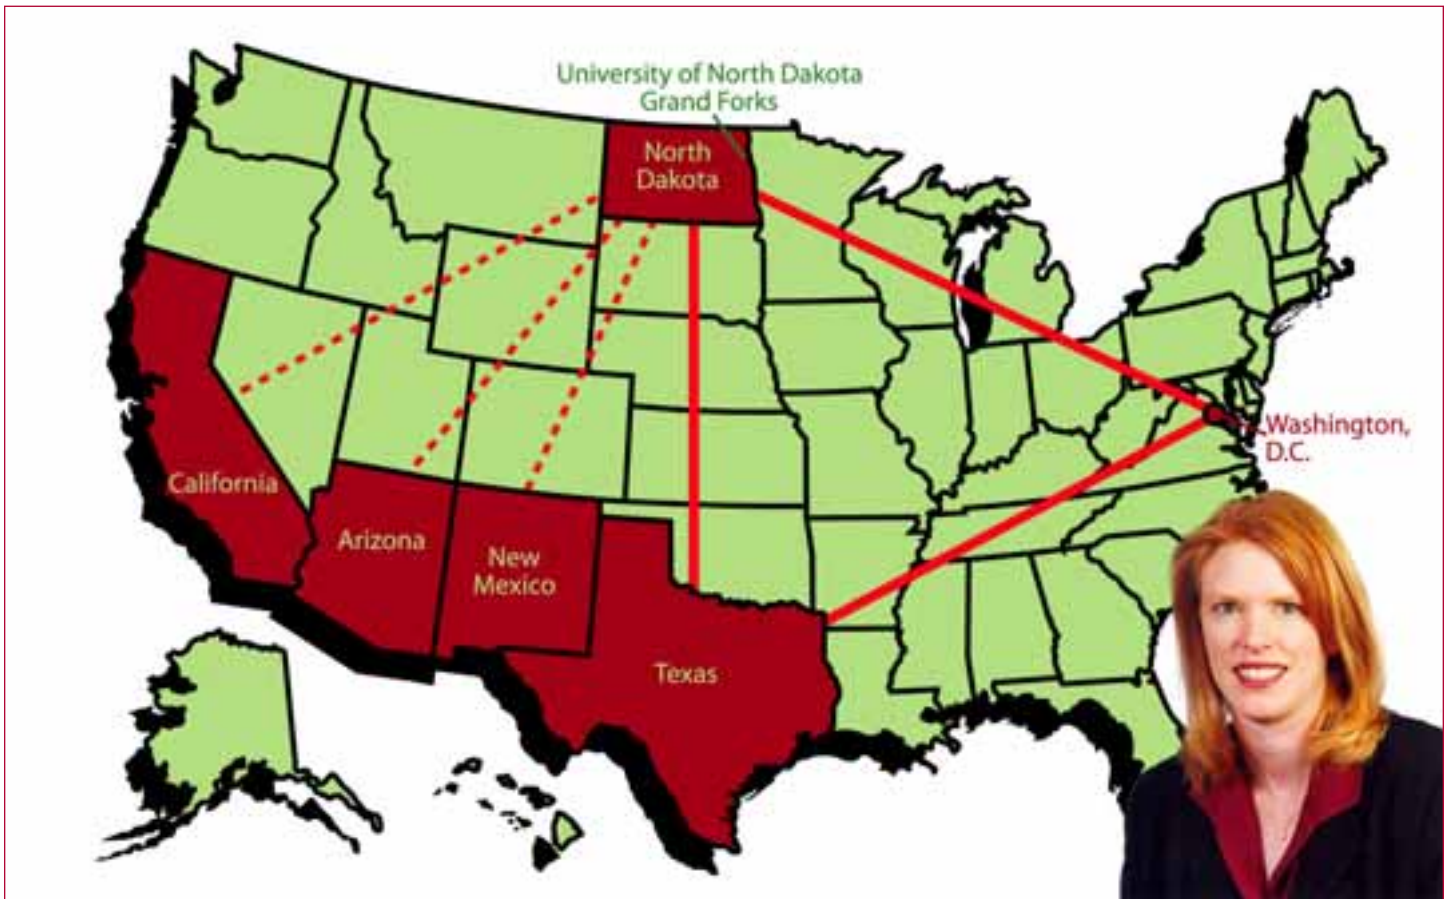 University of North Dakota
Grand Forks
North
Dakota
Washington,
D.C.
California
Arizona
New
Mexico
Texas